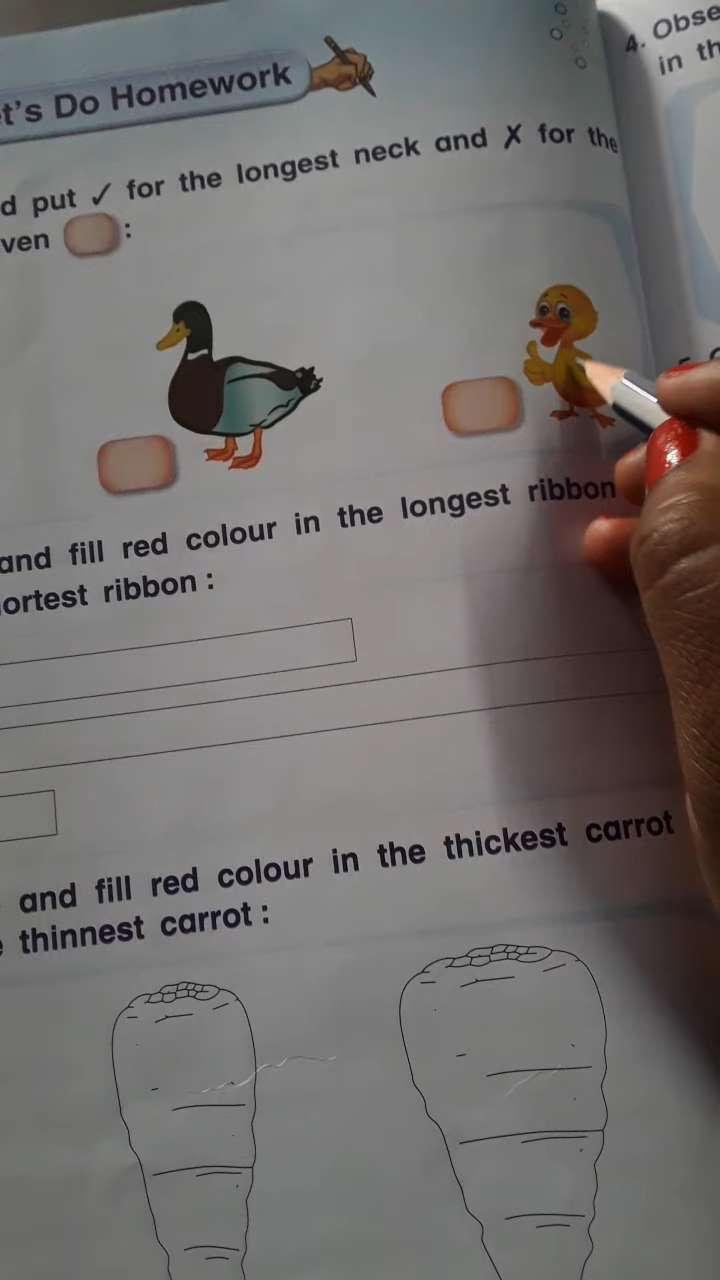 t's Do Homework
d put ✓ for the longest neck and X for the
ven :
and fill red colour in the longest ribbon
ortest ribbon :
and fill red colour in the thickest carrot
thinnest carrot :
4. Obse
in th